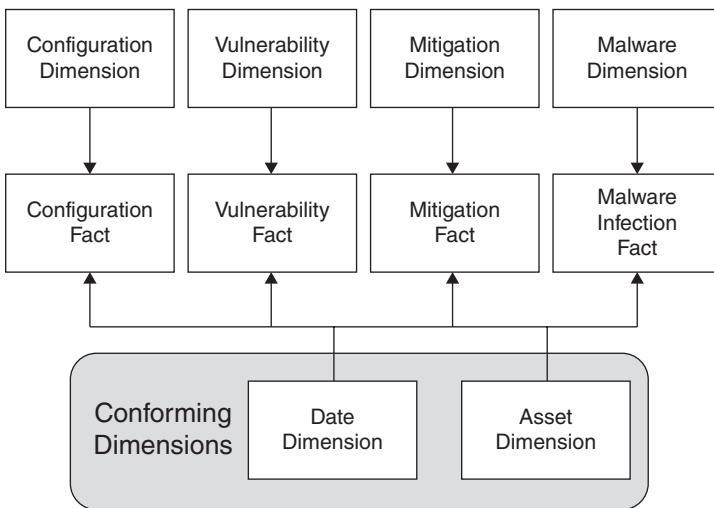 Configuration
Dimension
Vulnerability
Dimension
Mitigation
Dimension
Malware
Dimension
Configuration
Fact
Vulnerability
Fact
Mitigation
Fact
Malware
Infection
Fact
Conforming
Dimensions
Date
Dimension
Asset
Dimension